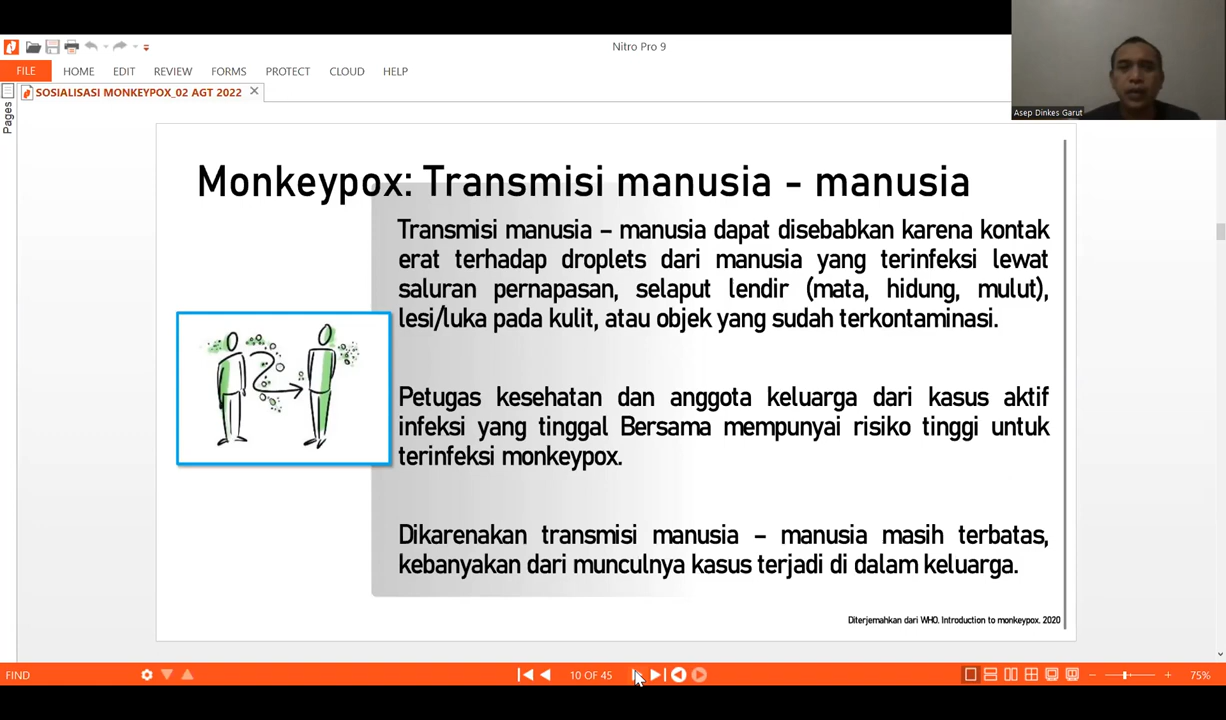 Nitro Pro 9
FILE HOME EDIT REVIEW FORMS PROTECT CLOUD HELP
SOSIALISASI MONKEYPOX_02 AGT 2022
Asep Dinkes Garut
Pages
Monkeypox: Transmisi manusia - manusia
Transmisi manusia – manusia dapat disebabkan karena kontak
erat terhadap droplets dari manusia yang terinfeksi lewat
saluran pernapasan, selaput lendir (mata, hidung, mulut),
lesi/luka pada kulit, atau objek yang sudah terkontaminasi.
Petugas kesehatan dan anggota keluarga dari kasus aktif
infeksi yang tinggal Bersama mempunyai risiko tinggi untuk
terinfeksi monkeypox.
Dikarenakan transmisi manusia – manusia masih terbatas,
kebanyakan dari munculnya kasus terjadi di dalam keluarga.
Diterjemahkan dari WHO. Introduction to monkeypox. 2020
FIND
10 OF 45
75%